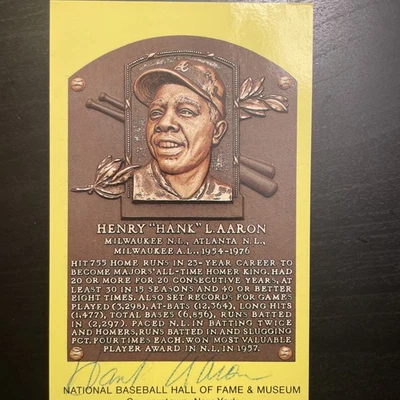 HENRY "HANK" L. AARON
MILWAUKEE N.L., ATLANTA N.L.,
MILWAUKEE A.L., 1954-1976
HIT 755 HOME RUNS IN 23-YEAR CAREER TO
BECOME MAJORS' ALL-TIME HOMER KING. HAD
20 OR MORE FOR 20 CONSECUTIVE YEARS, AT
LEAST 30 IN 15 SEASONS AND 40 OR BETTER
EIGHT TIMES. ALSO SET RECORDS FOR GAMES
PLAYED (3,298), AT-BATS (12,364), LONG HITS
(1,477), TOTAL BASES (6,856), RUNS BATTED
IN (2,297). PACED N.L. IN BATTING TWICE
AND HOMERS, RUNS BATTED IN AND SLUGGING
PCT. FOUR TIMES EACH. WON MOST VALUABLE
PLAYER AWARD IN N.L. IN 1957.
Hank Aaron
NATIONAL BASEBALL HALL OF FAME & MUSEUM
Cooperstown, New York